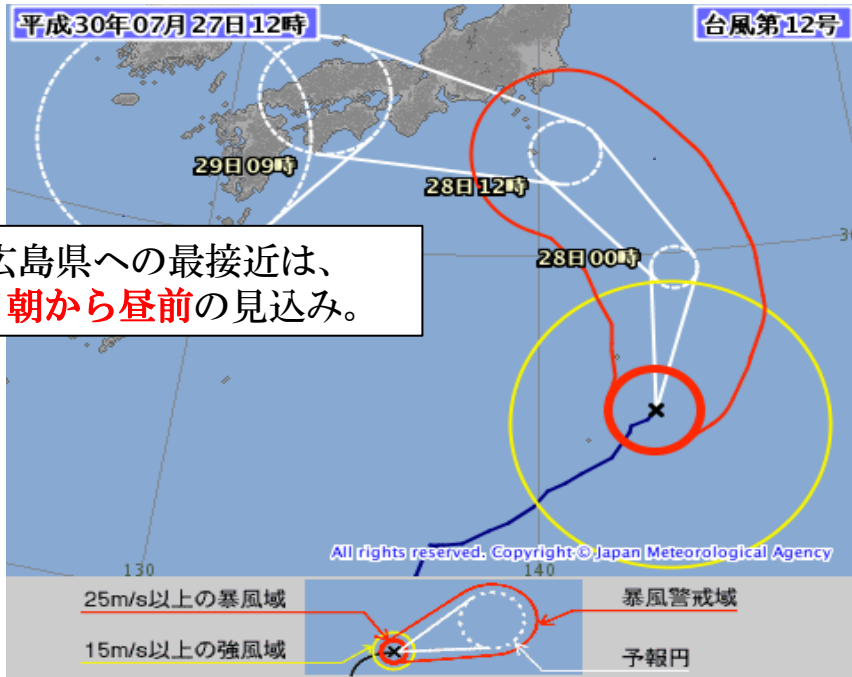 平成30年07月27日12時
台風第12号
29日09時
28日12時
28日00時
30
広島県への最接近は、
朝から昼前の見込み。
All rights reserved. Copyright © Japan Meteorological Agency
130
140
25m/s以上の暴風域
暴風警戒域
15m/s以上の強風域
予報円